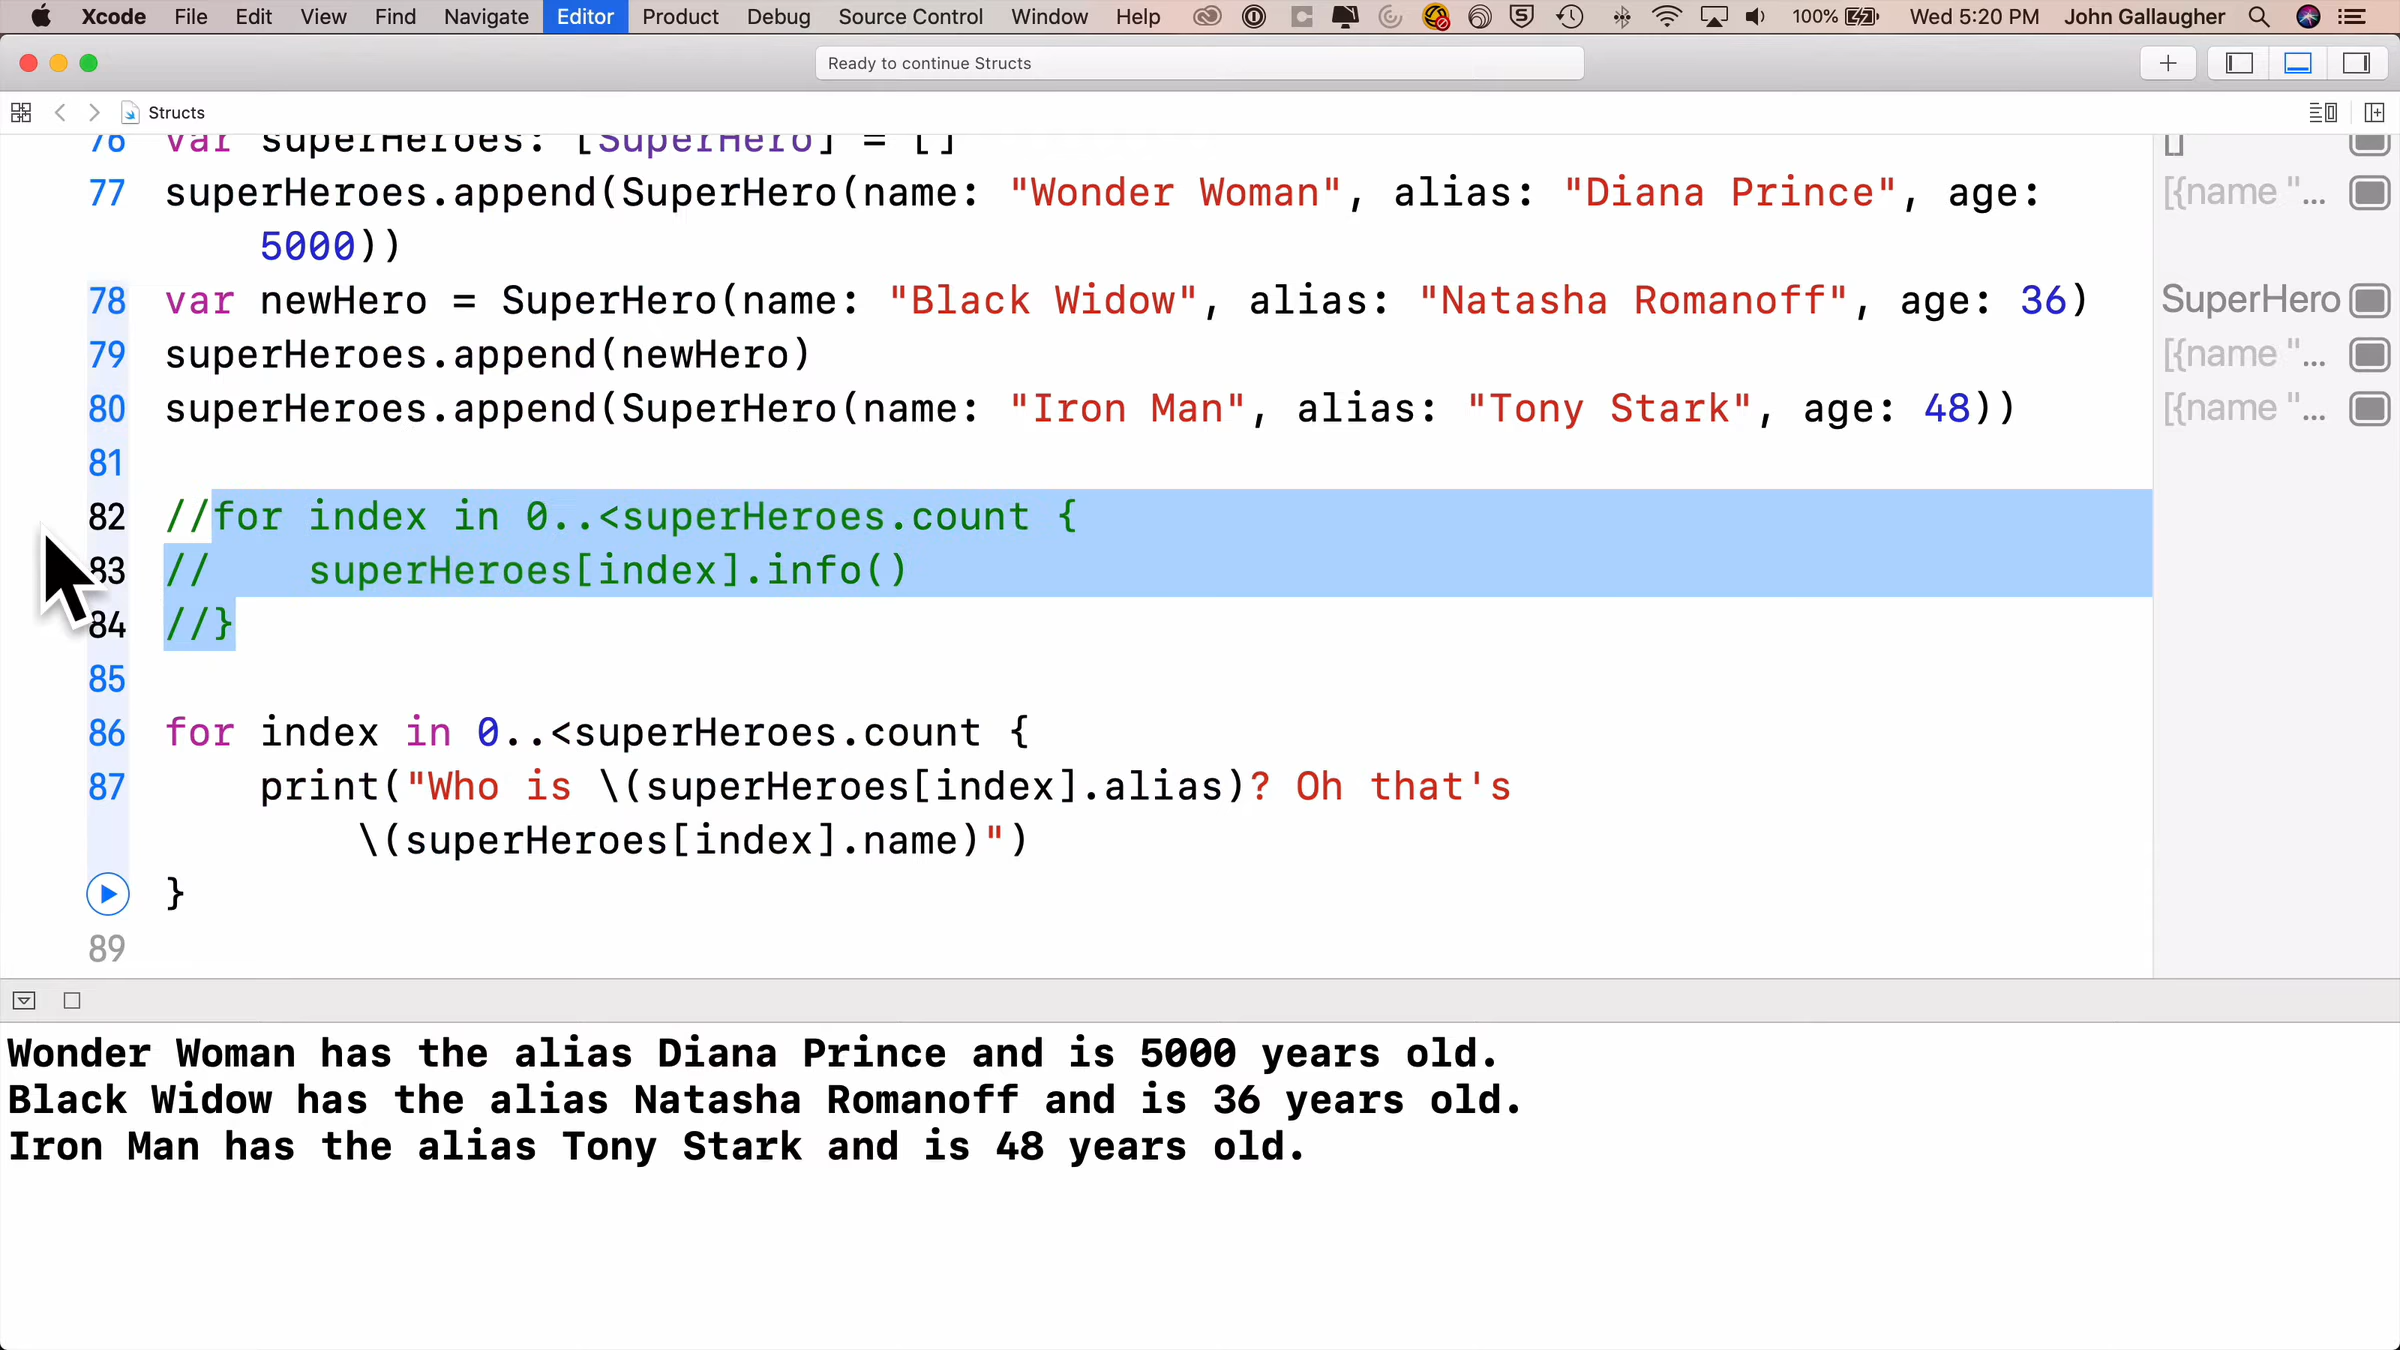 Xcode File Edit View Find Navigate Editor Product Debug Source Control Window Help 100% Wed 5:20 PM John Gallaugher
Ready to continue Structs
Structs
76 var superHeroes: [SuperHero] = [] []
77 superHeroes.append(SuperHero(name: "Wonder Woman", alias: "Diana Prince", age: [{name "...
5000))
78 var newHero = SuperHero(name: "Black Widow", alias: "Natasha Romanoff", age: 36) SuperHero
79 superHeroes.append(newHero) [{name "...
80 superHeroes.append(SuperHero(name: "Iron Man", alias: "Tony Stark", age: 48)) [{name "...
81
82 //for index in 0..<superHeroes.count {
83 //    superHeroes[index].info()
84 //}
85
86 for index in 0..<superHeroes.count {
87     print("Who is \(superHeroes[index].alias)? Oh that's
\(superHeroes[index].name)")
}
89
Wonder Woman has the alias Diana Prince and is 5000 years old.
Black Widow has the alias Natasha Romanoff and is 36 years old.
Iron Man has the alias Tony Stark and is 48 years old.